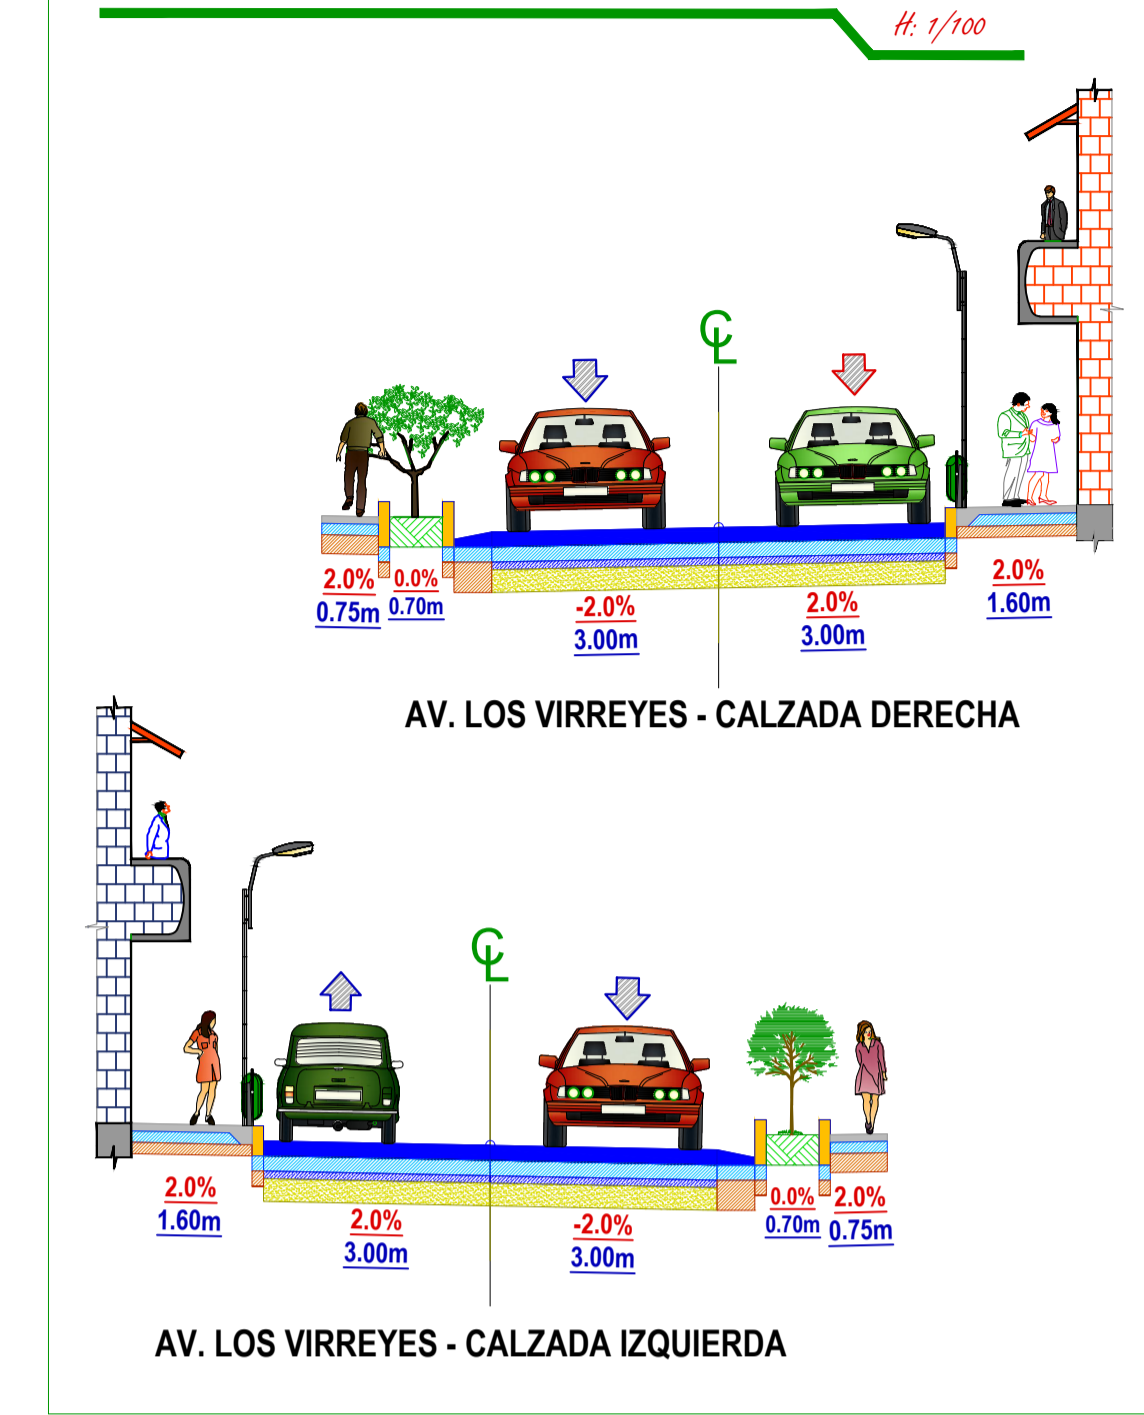 H: 1/100
CL
2.0% 0.0% -2.0% 2.0% 2.0%
0.75m 0.70m 3.00m 3.00m 1.60m
AV. LOS VIRREYES - CALZADA DERECHA
CL
2.0% 2.0% -2.0% 0.0% 2.0%
1.60m 3.00m 3.00m 0.70m 0.75m
AV. LOS VIRREYES - CALZADA IZQUIERDA